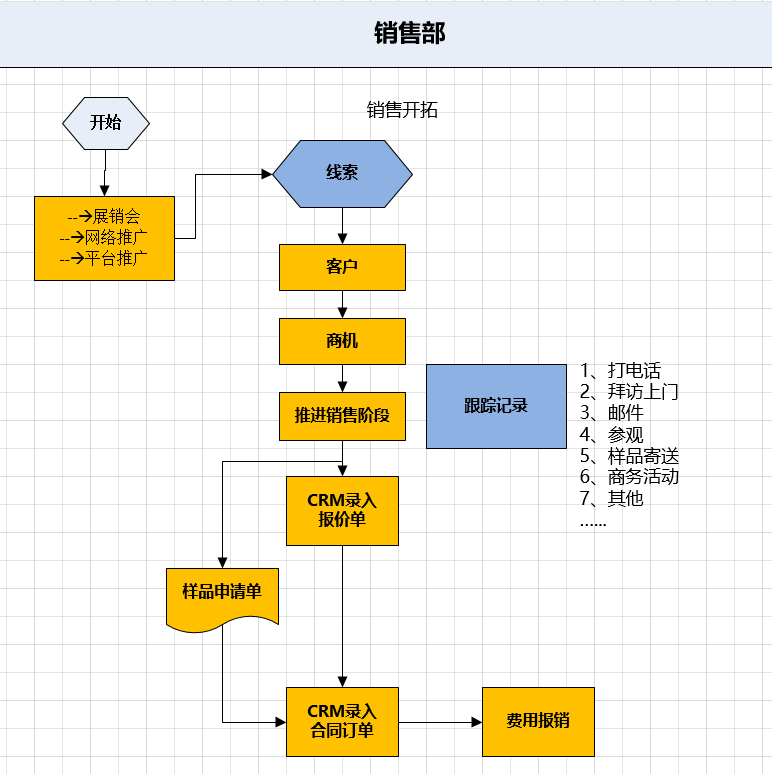 销售部
销售开拓
开始
线索
--→展销会
--→网络推广
--→平台推广
客户
商机
推进销售阶段
跟踪记录
1、打电话
2、拜访上门
3、邮件
4、参观
5、样品寄送
6、商务活动
7、其他
......
CRM录入
报价单
样品申请单
CRM录入
合同订单
费用报销